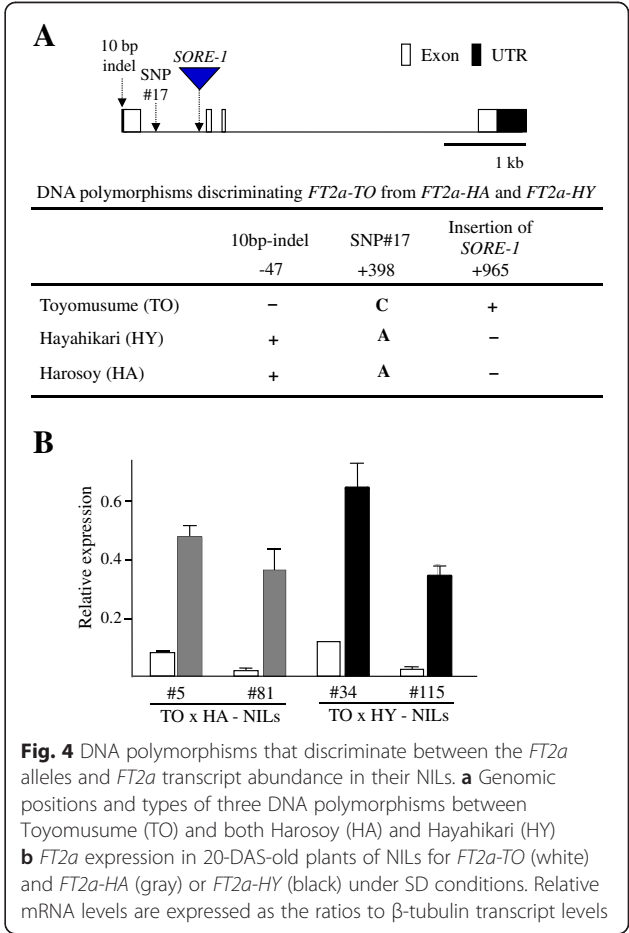 A
10 bp
indel
SNP
#17
SORE-1
Exon
UTR
1 kb
DNA polymorphisms discriminating FT2a-TO from FT2a-HA and FT2a-HY
10bp-indel SNP#17 Insertion of SORE-1
-47 +398 +965
Toyomusume (TO) – C +
Hayahikari (HY) + A –
Harosoy (HA) + A –
B
Relative expression
0.6
0.4
0.2
#5 #81 #34 #115
TO x HA - NILs TO x HY - NILs
Fig. 4 DNA polymorphisms that discriminate between the FT2a
alleles and FT2a transcript abundance in their NILs. a Genomic
positions and types of three DNA polymorphisms between
Toyomusume (TO) and both Harosoy (HA) and Hayahikari (HY)
b FT2a expression in 20-DAS-old plants of NILs for FT2a-TO (white)
and FT2a-HA (gray) or FT2a-HY (black) under SD conditions. Relative
mRNA levels are expressed as the ratios to β-tubulin transcript levels